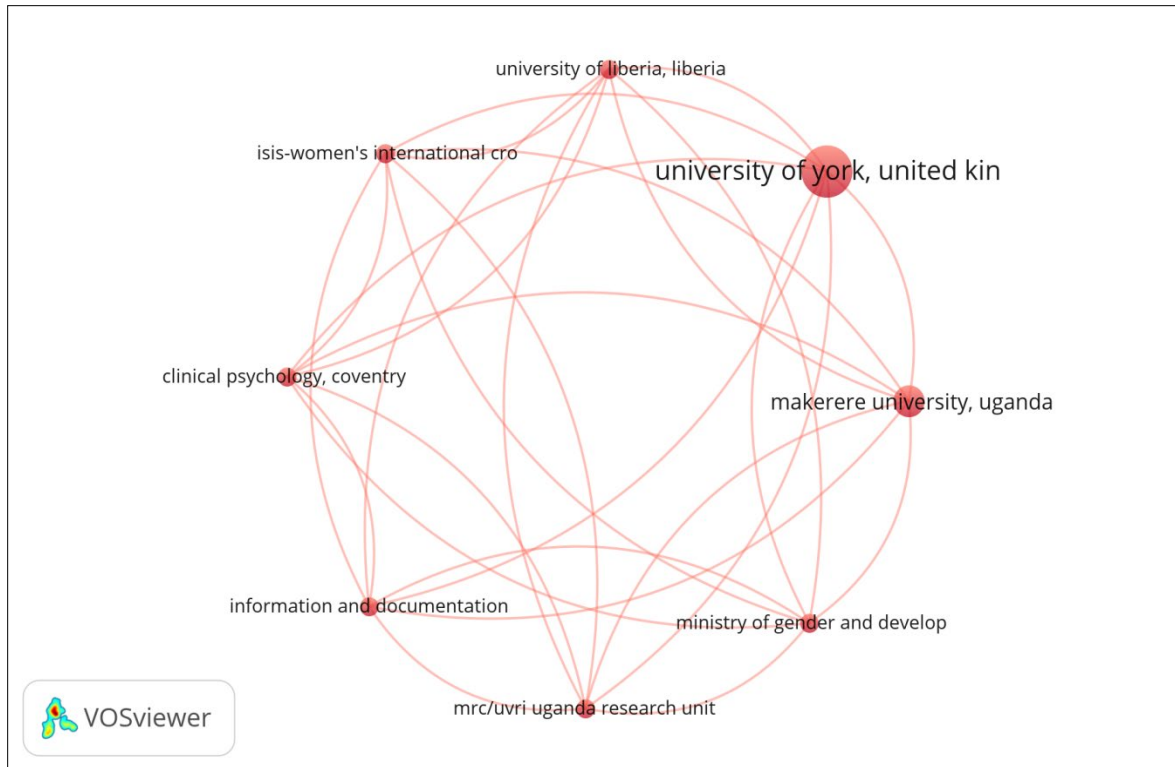 university of liberia, liberia
isis-women's international cro
university of york, united kin
clinical psychology, coventry
makerere university, uganda
information and documentation
ministry of gender and develop
mrc/uvri uganda research unit
VOSviewer